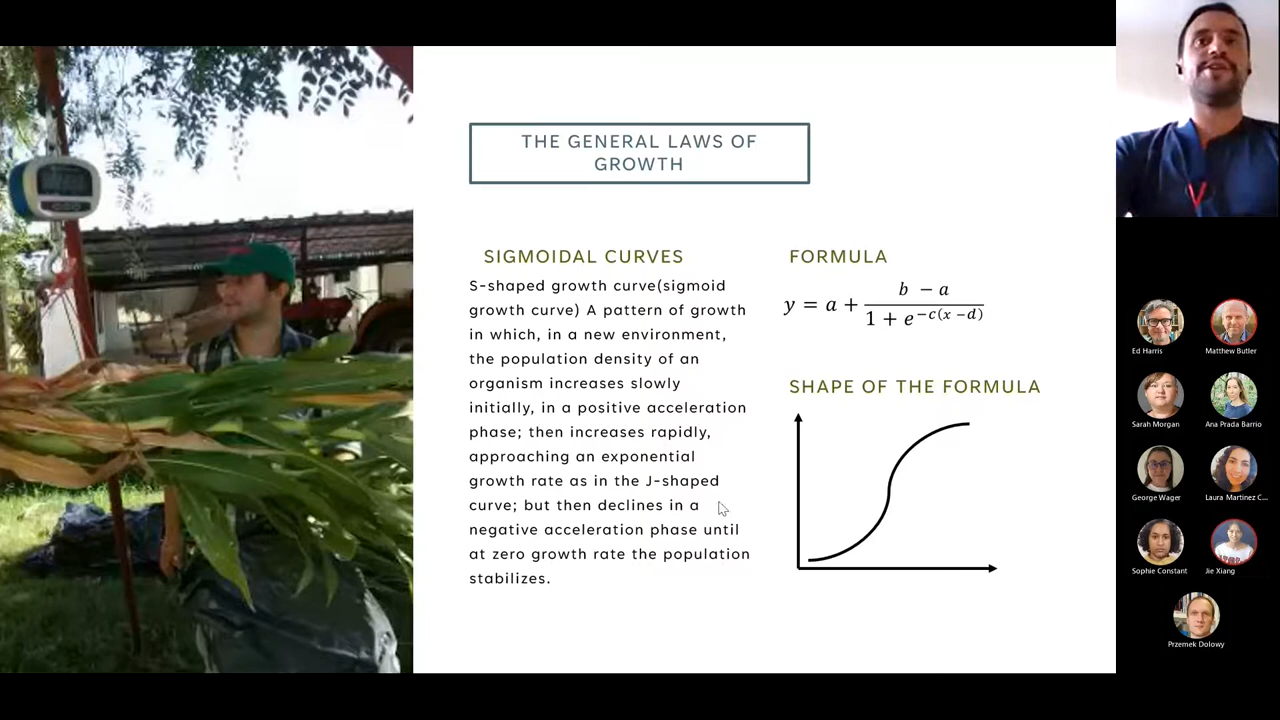 THE GENERAL LAWS OF
GROWTH
SIGMOIDAL CURVES
S-shaped growth curve(sigmoid
growth curve) A pattern of growth
in which, in a new environment,
the population density of an
organism increases slowly
initially, in a positive acceleration
phase; then increases rapidly,
approaching an exponential
growth rate as in the J-shaped
curve; but then declines in a
negative acceleration phase until
at zero growth rate the population
stabilizes.
FORMULA
y = a + \frac{b - a}{1 + e^{-c(x - d)}}
SHAPE OF THE FORMULA
Ed Harris
Matthew Butler
Sarah Morgan
Ana Prada Barrio
George Wager
Laura Martínez C...
Sophie Constant
Jie Xiang
Przemek Dolowy